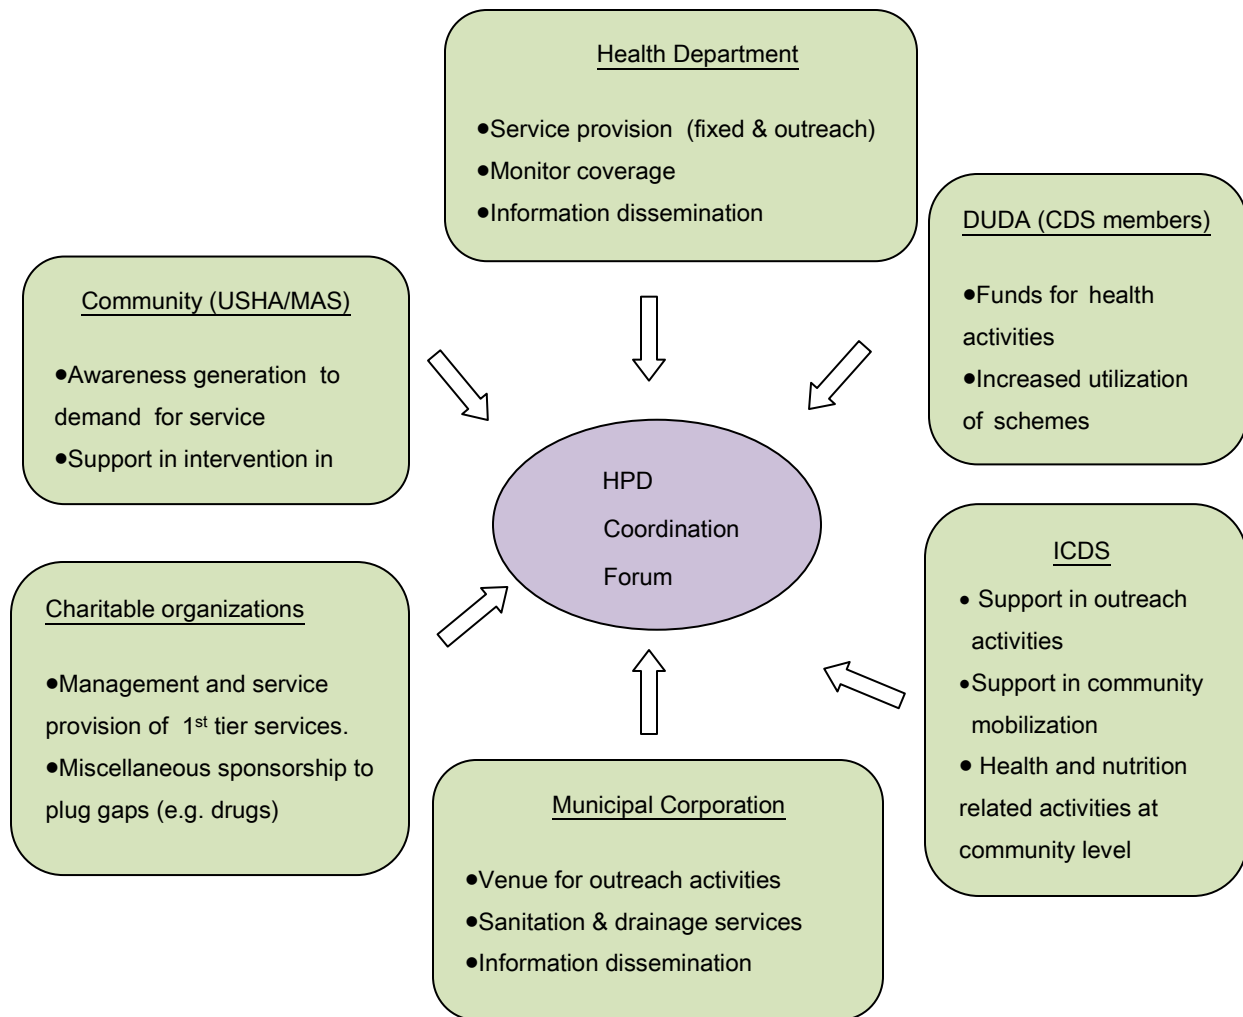 Health Department
●Service provision (fixed & outreach)
●Monitor coverage
●Information dissemination
DUDA (CDS members)
●Funds for health
activities
●Increased utilization
of schemes
Community (USHA/MAS)
●Awareness generation to
demand for service
●Support in intervention in
HPD
Coordination
Forum
ICDS
● Support in outreach
activities
●Support in community
mobilization
● Health and nutrition
related activities at
community level
Charitable organizations
●Management and service
provision of 1st tier services.
●Miscellaneous sponsorship to
plug gaps (e.g. drugs)
Municipal Corporation
●Venue for outreach activities
●Sanitation & drainage services
●Information dissemination